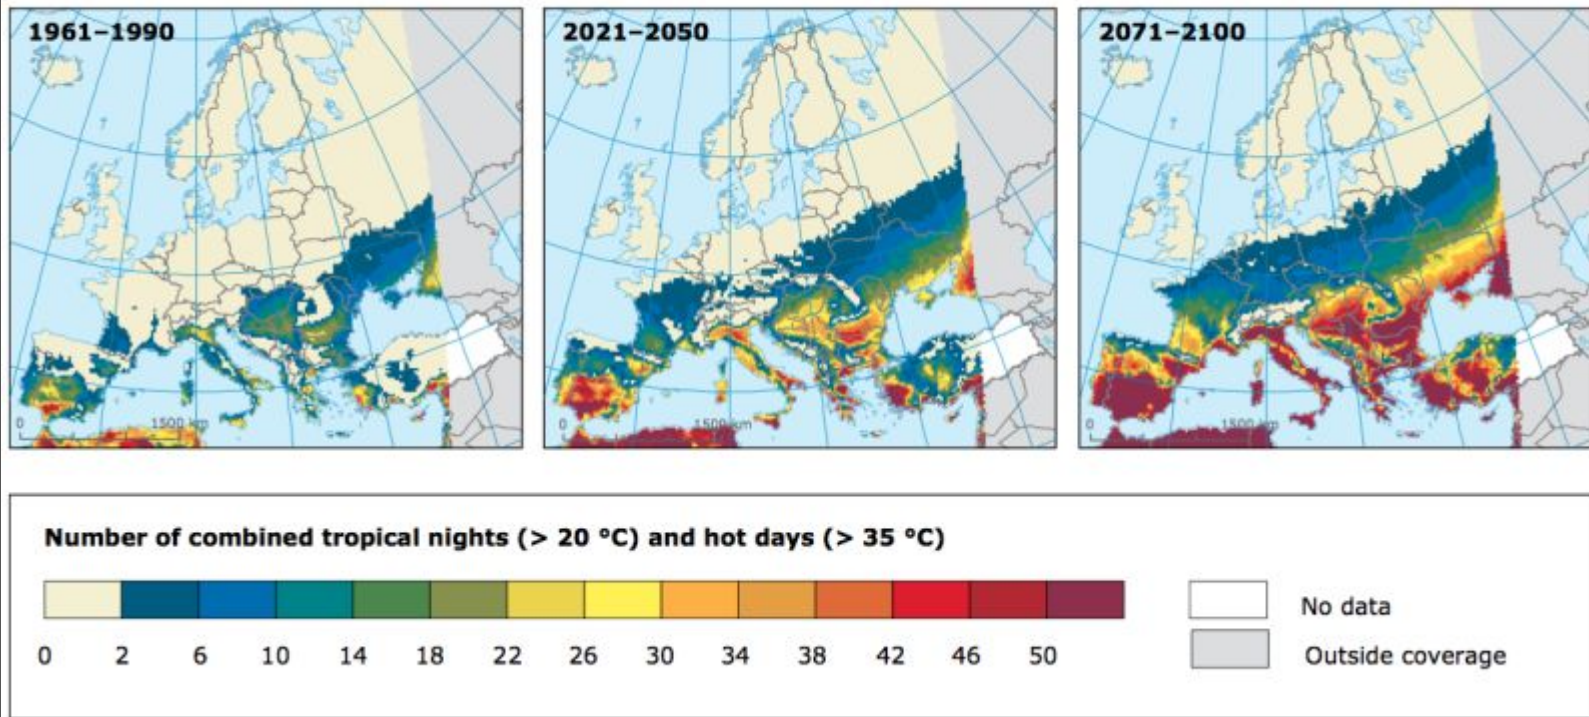 1961–1990
2021–2050
2071–2100
0 1500 km
0 1500 km
0 1500 km
Number of combined tropical nights (> 20 °C) and hot days (> 35 °C)
0 2 6 10 14 18 22 26 30 34 38 42 46 50
No data
Outside coverage